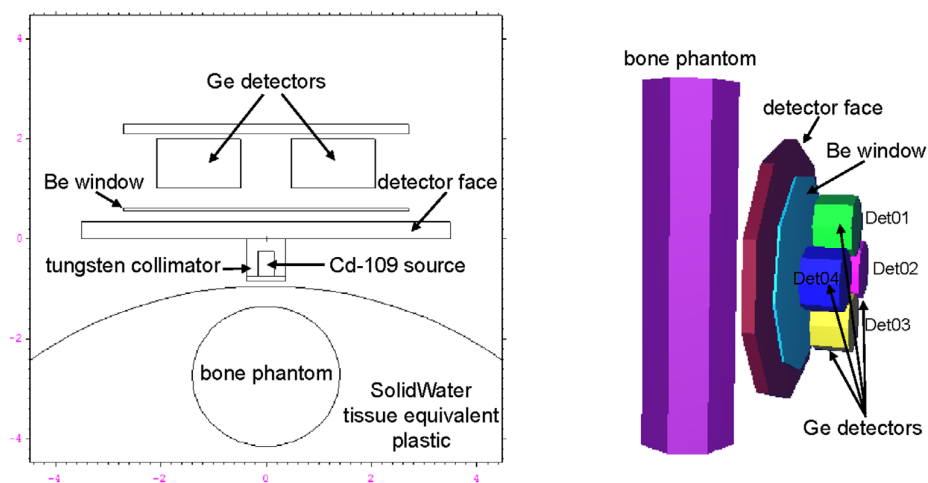 4
2
0
-2
-4
-4
-2
0
2
4
Ge detectors
Be window
detector face
tungsten collimator
Cd-109 source
bone phantom
SolidWater
tissue equivalent
plastic
bone phantom
detector face
Be window
Det01
Det02
Det04
Det03
Ge detectors